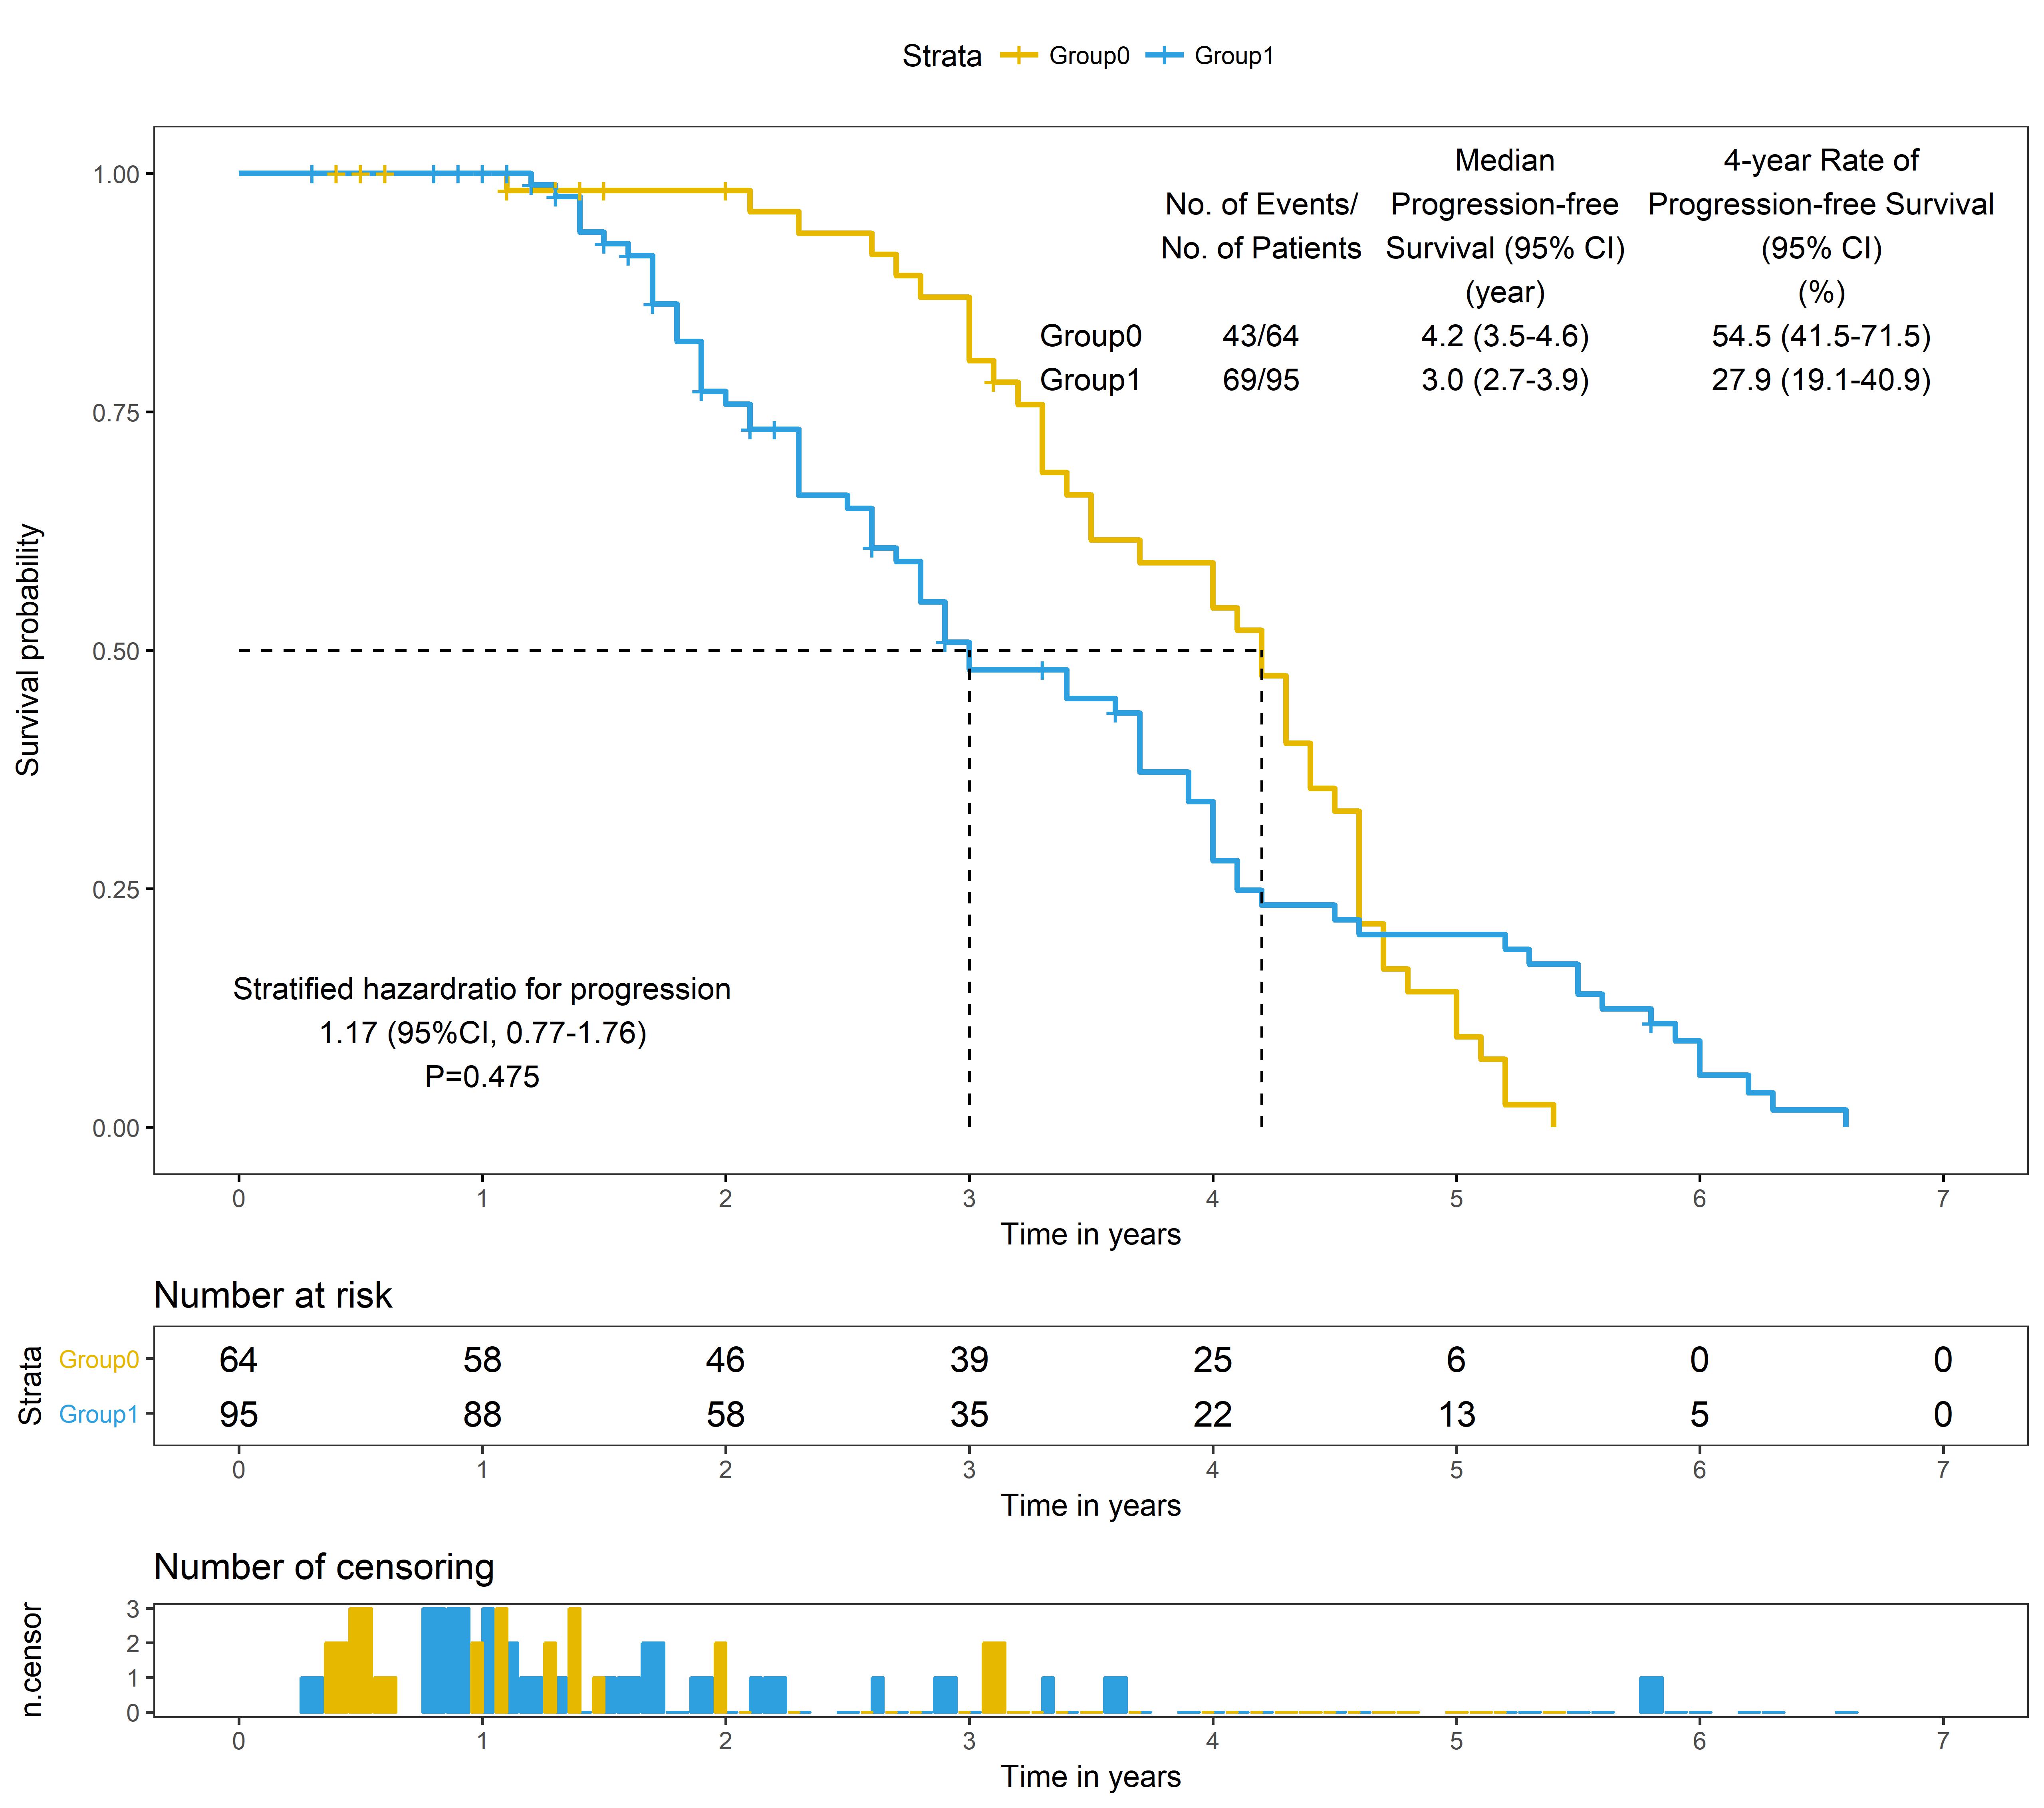 Strata Group0 Group1
Median 4-year Rate of
No. of Events/ Progression-free Progression-free Survival
No. of Patients Survival (95% CI) (95% CI)
(year) (%)
Group0 43/64 4.2 (3.5-4.6) 54.5 (41.5-71.5)
Group1 69/95 3.0 (2.7-3.9) 27.9 (19.1-40.9)
1.00
0.75
0.50
0.25
0.00
Survival probability
Stratified hazardratio for progression
1.17 (95%CI, 0.77-1.76)
P=0.475
0 1 2 3 4 5 6 7
Time in years
Number at risk
Strata
Group0 64 58 46 39 25 6 0 0
Group1 95 88 58 35 22 13 5 0
0 1 2 3 4 5 6 7
Time in years
Number of censoring
n.censor
3
2
1
0
0 1 2 3 4 5 6 7
Time in years